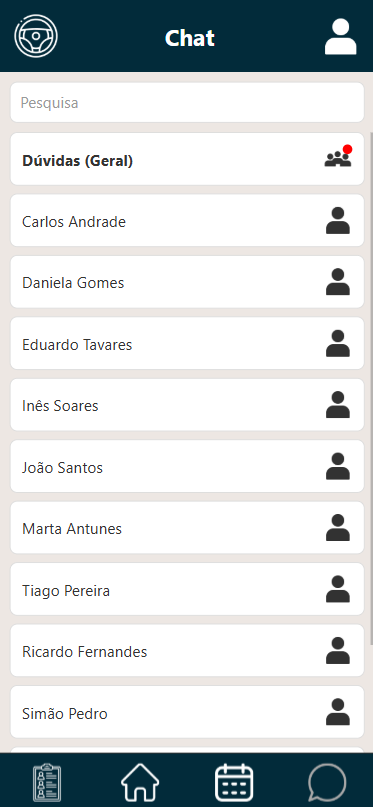 Chat
Pesquisa
Dúvidas (Geral)
Carlos Andrade
Daniela Gomes
Eduardo Tavares
Inês Soares
João Santos
Marta Antunes
Tiago Pereira
Ricardo Fernandes
Simão Pedro